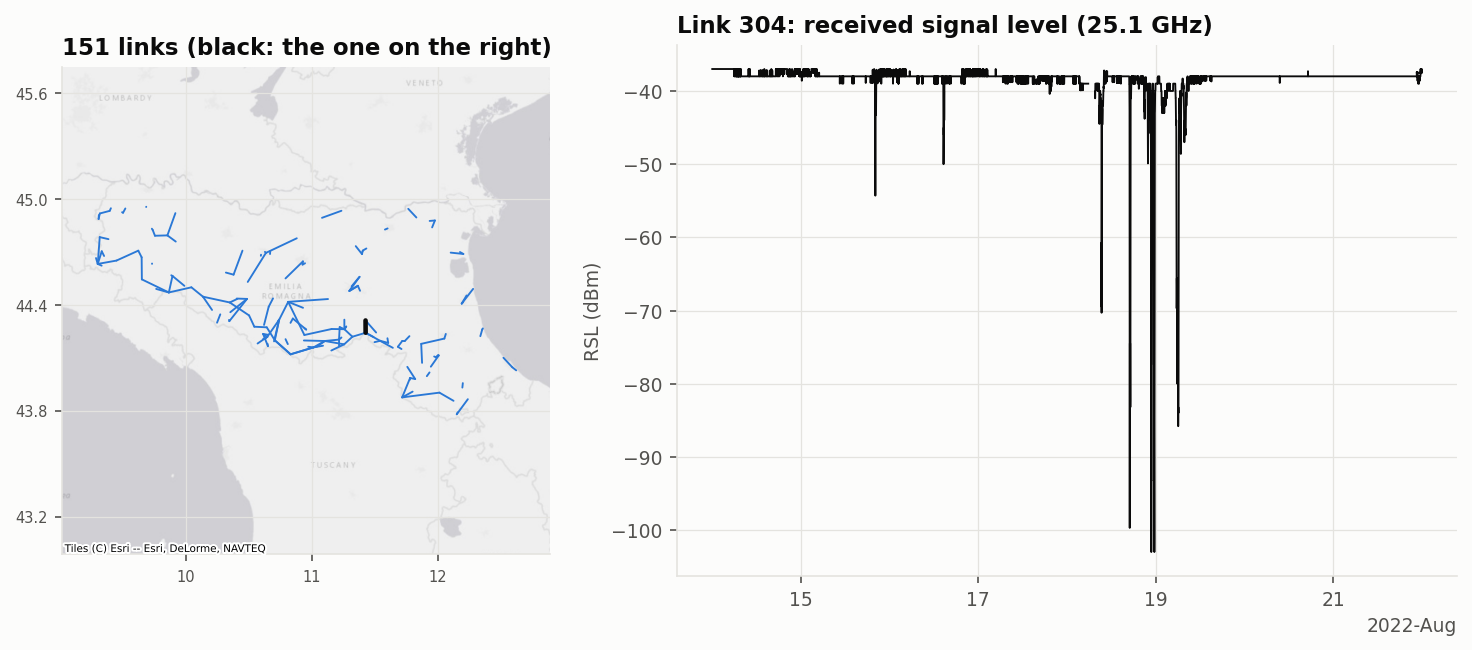 151 links (black: the one on the right)
45.6
45.0
44.4
43.8
43.2
LOMBARDY
VENETO
EMILIA
ROMAGNA
TUSCANY
Tiles (C) Esri -- Esri, DeLorme, NAVTEQ
10
11
12
Link 304: received signal level (25.1 GHz)
RSL (dBm)
−40
−50
−60
−70
−80
−90
−100
15
17
19
21
2022-Aug